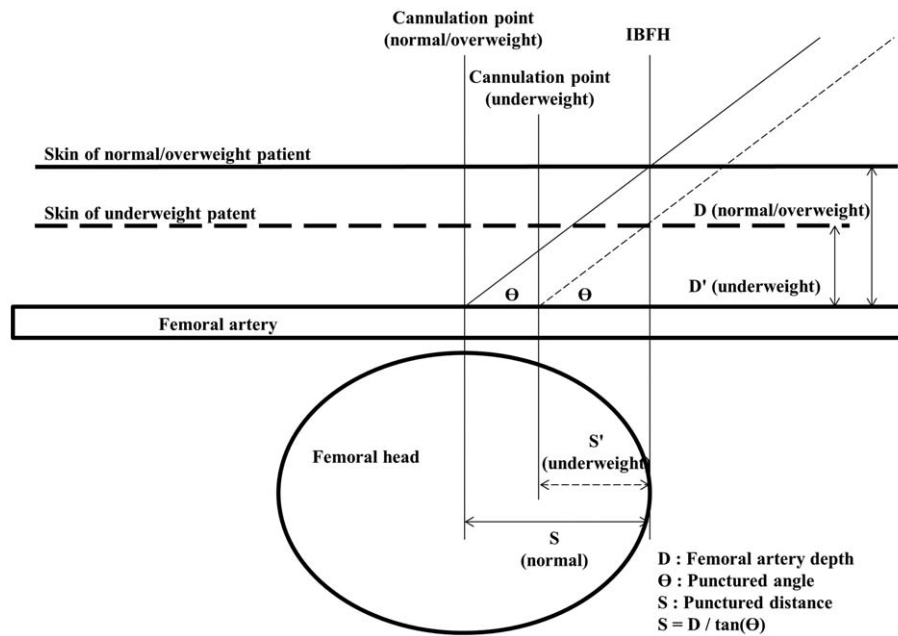 Cannulation point
(normal/overweight)
IBFH
Cannulation point
(underweight)
Skin of normal/overweight patient
D (normal/overweight)
Skin of underweight patent
D' (underweight)
Θ
Θ
Femoral artery
S'
(underweight)
Femoral head
S
(normal)
D : Femoral artery depth
Θ : Punctured angle
S : Punctured distance
S = D / tan(Θ)